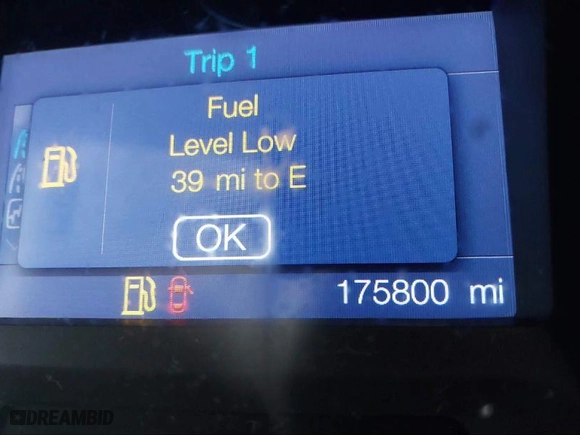 Trip 1
Fuel
Level Low
39 mi to E
OK
175800 mi
DREAMBID